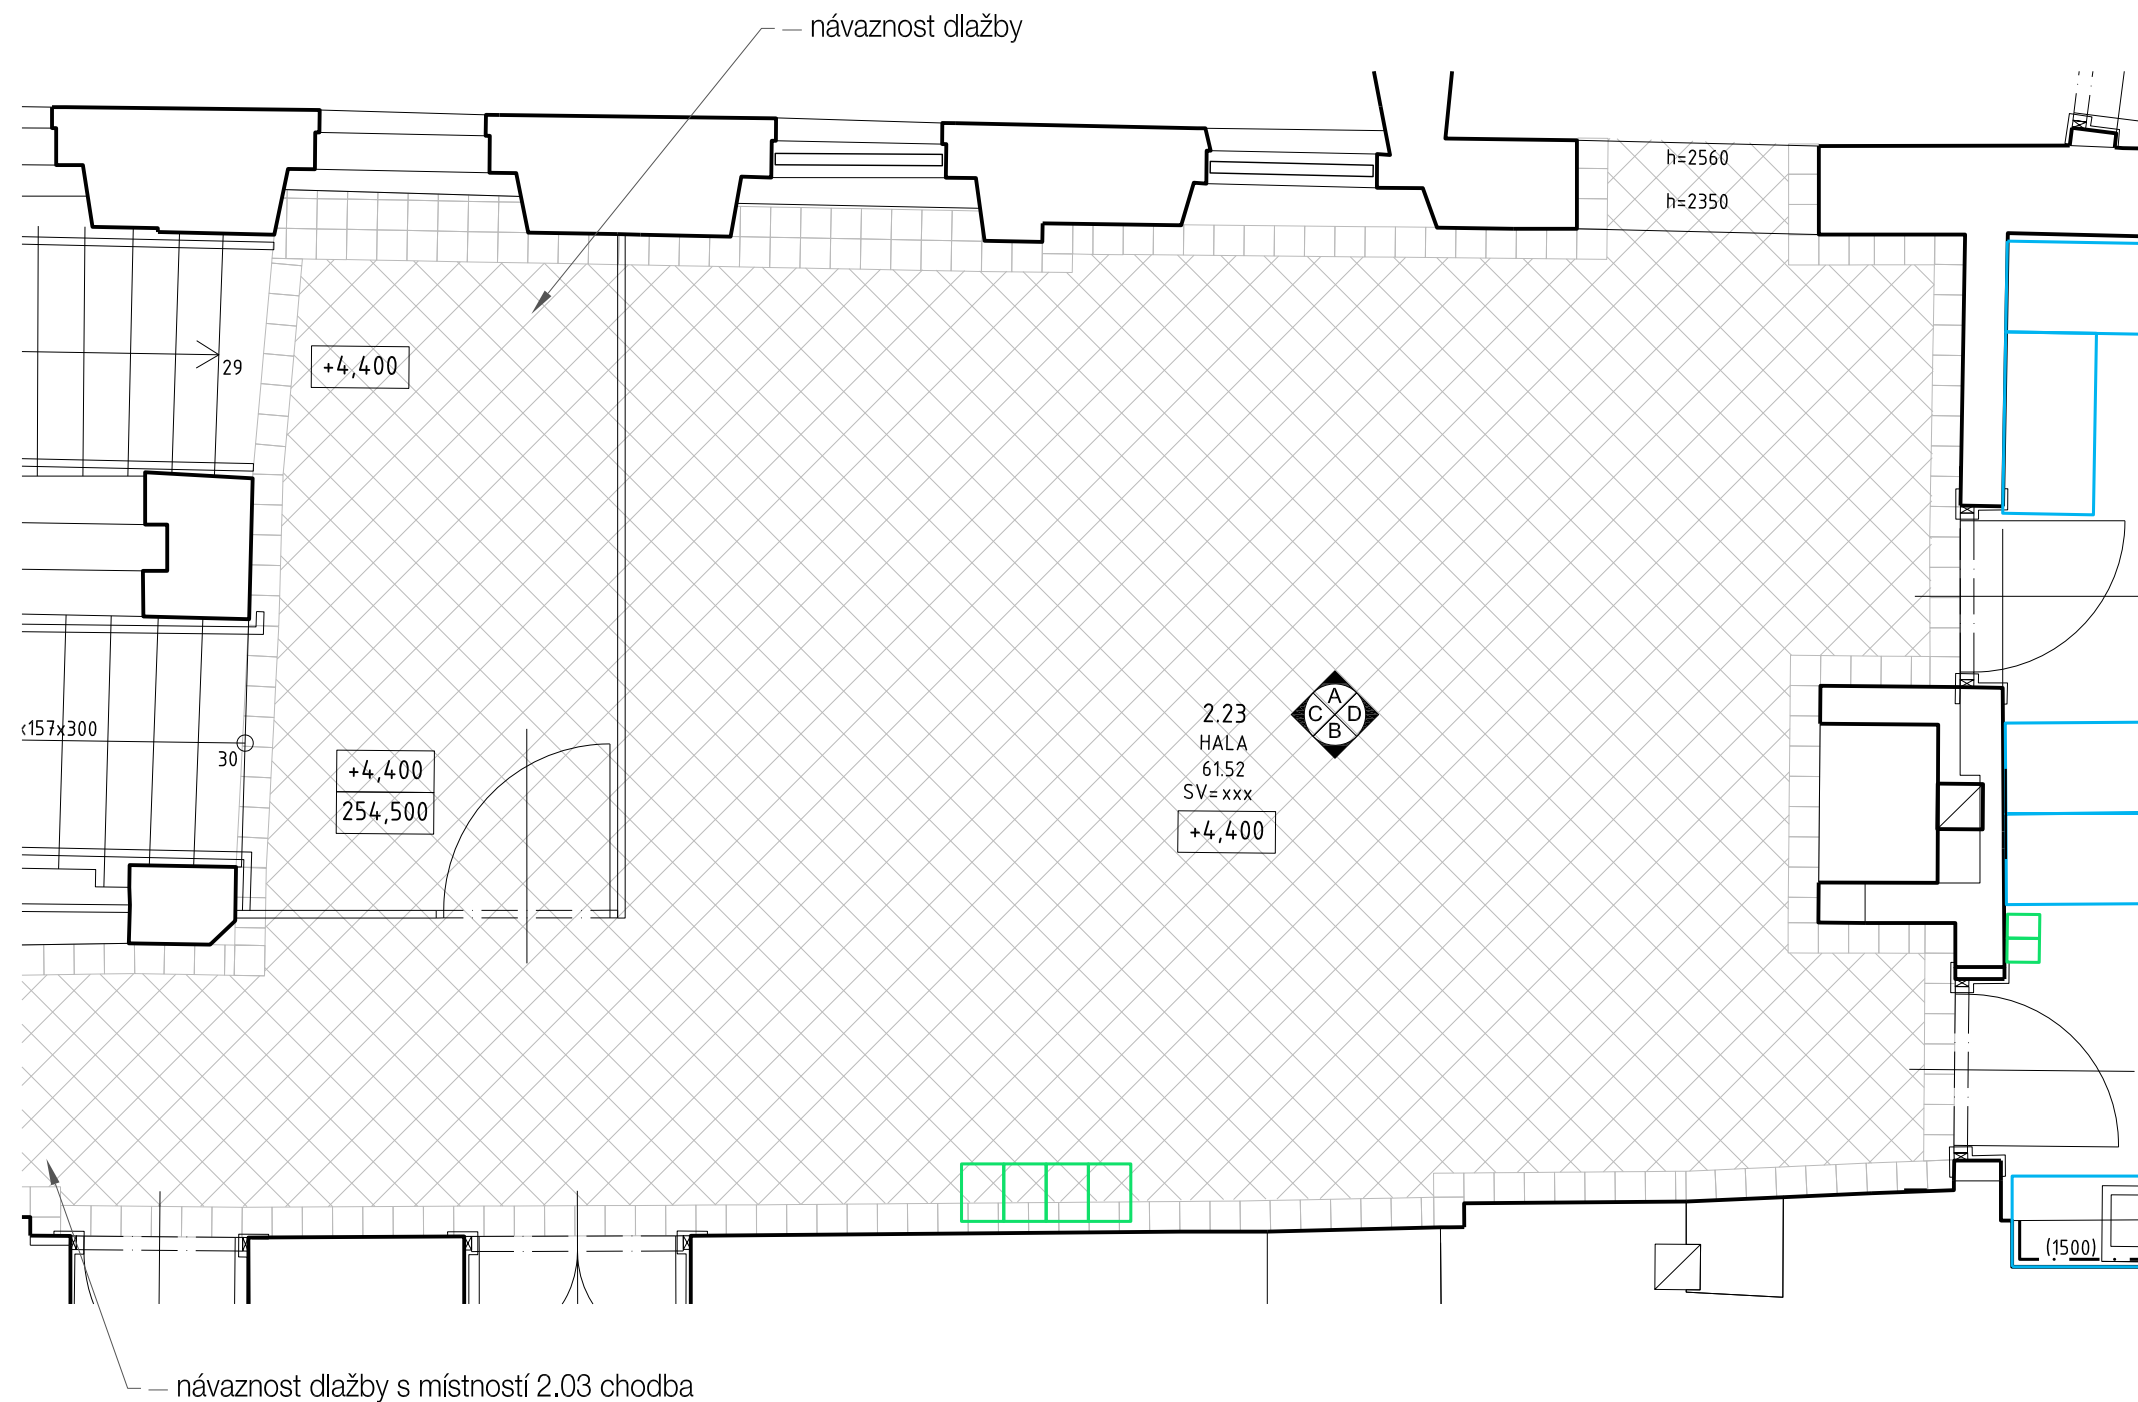 návaznost dlažby
h=2560
h=2350
+4,400
29
2.23
HALA
61.52
SV=xxx
+4,400
A
C D
B
x157x300
30
+4,400
254,500
(1500)
návaznost dlažby s místností 2.03 chodba